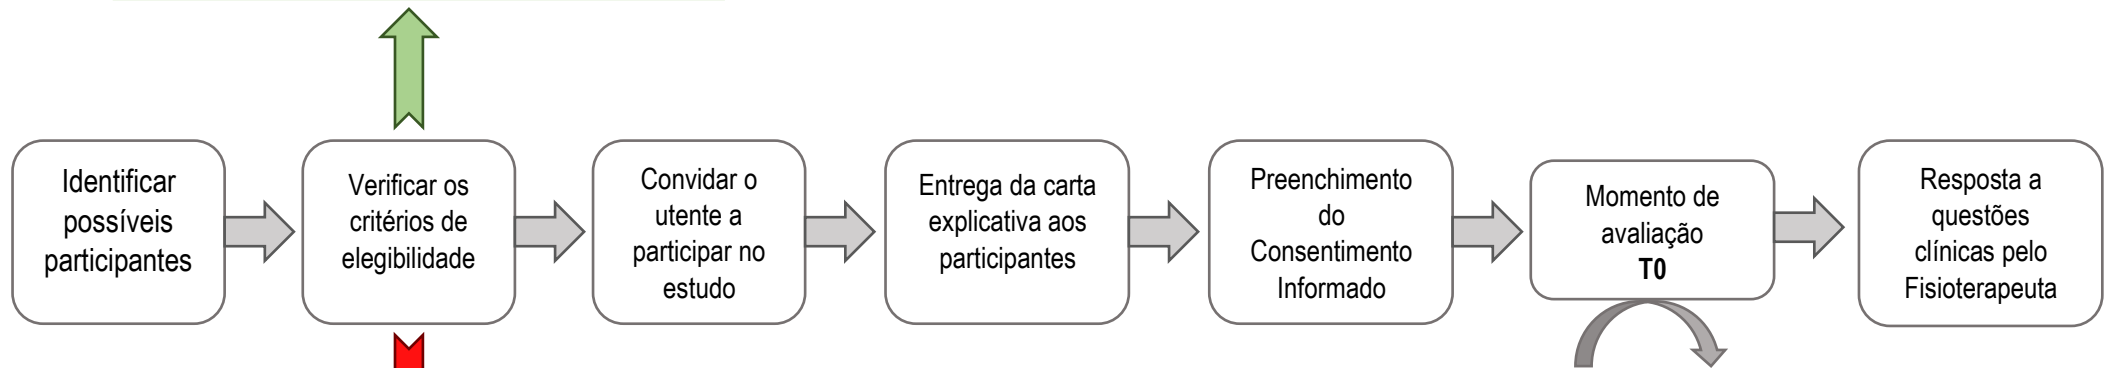 Identificar
possíveis
participantes
Verificar os
critérios de
elegibilidade
Convidar o
utente a
participar no
estudo
Entrega da carta
explicativa aos
participantes
Preenchimento
do
Consentimento
Informado
Momento de
avaliação
T0
Resposta a
questões
clínicas pelo
Fisioterapeuta